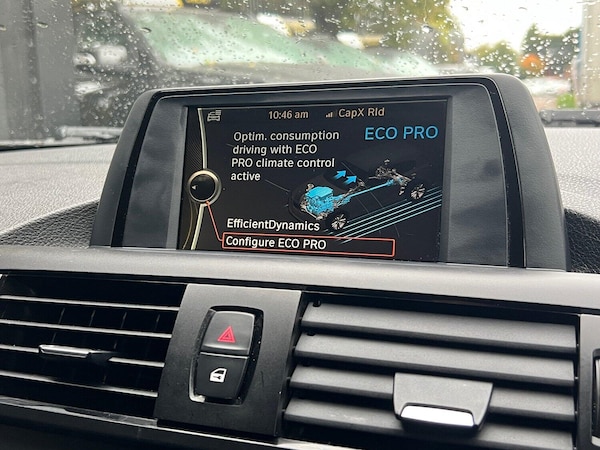 10:46 am CapX Rld
Optim. consumption
driving with ECO
PRO climate control
active
ECO PRO
EfficientDynamics
Configure ECO PRO